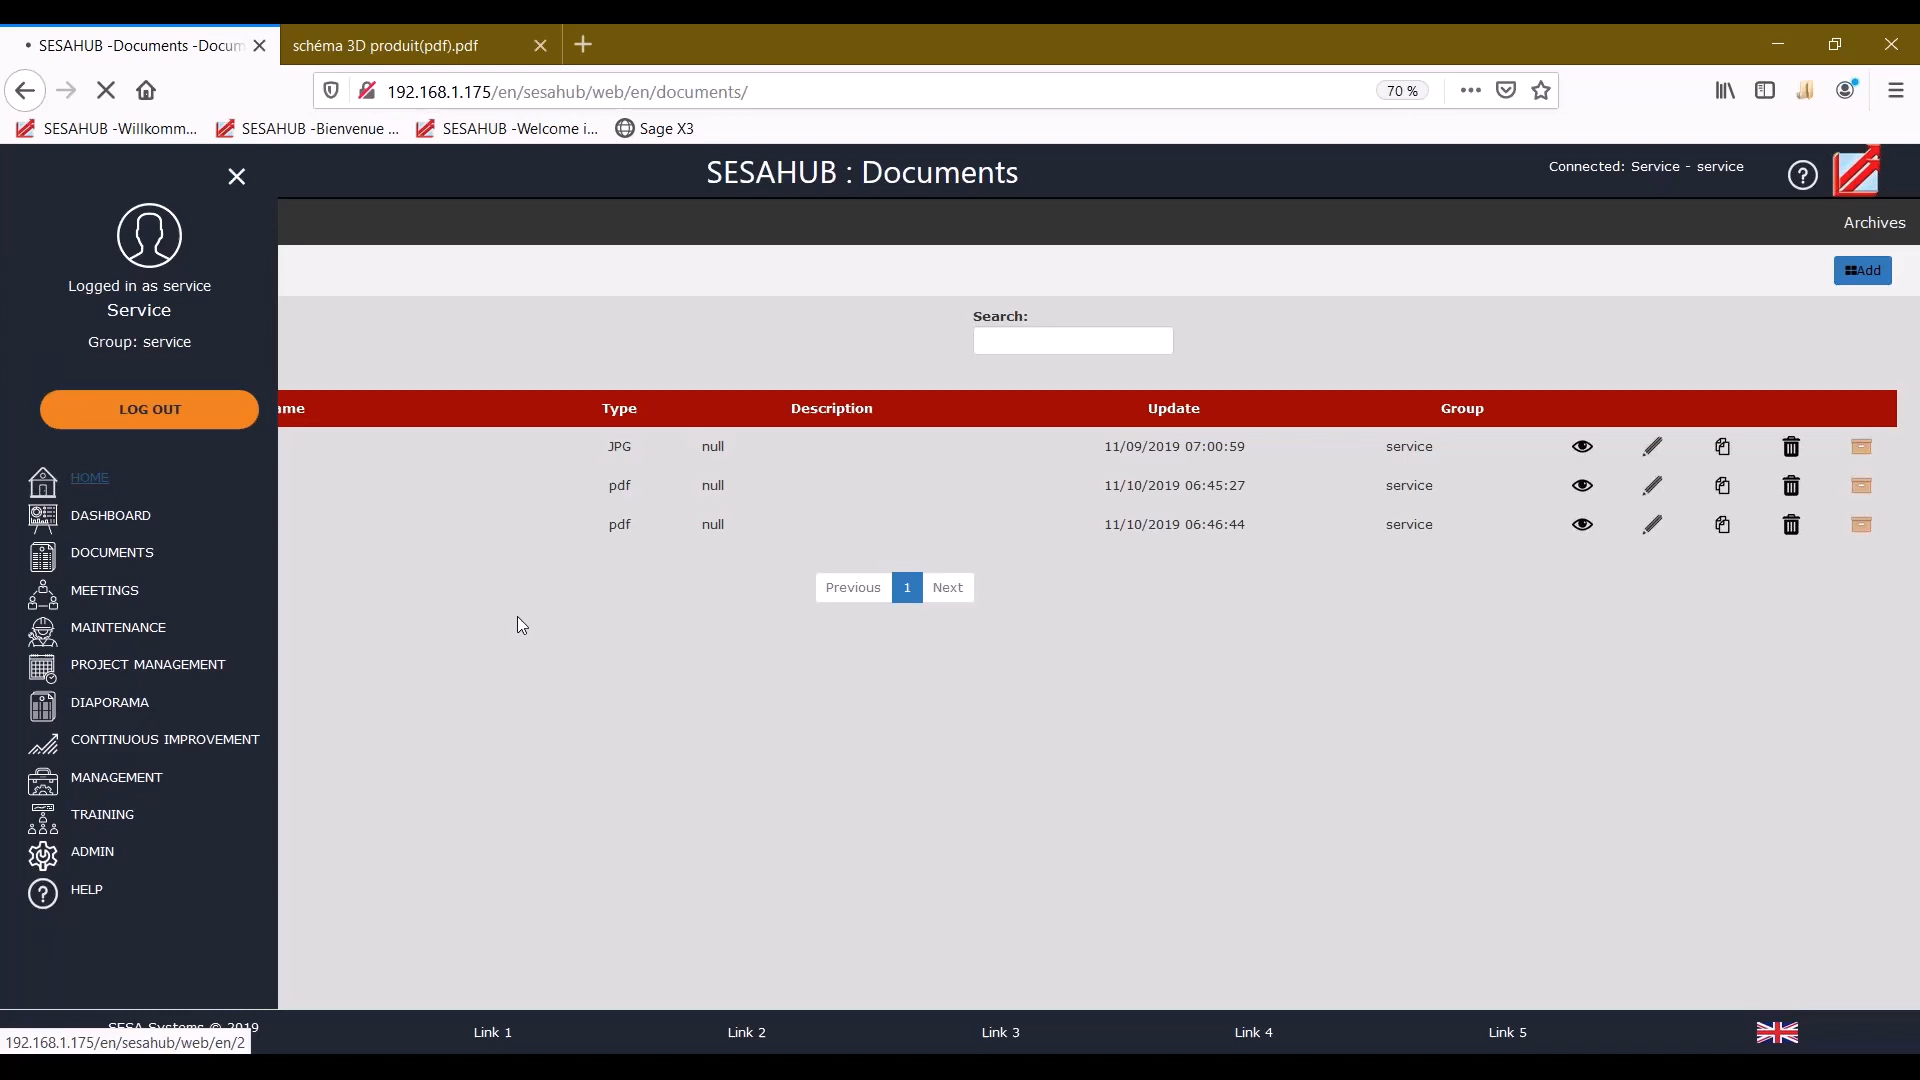 SESAHUB -Documents -Docum
schéma 3D produit(pdf).pdf
192.168.1.175/en/sesahub/web/en/documents/
70 %
SESAHUB -Willkomm...
SESAHUB -Bienvenue ...
SESAHUB -Welcome i...
Sage X3
SESAHUB : Documents
Connected: Service - service
?
Archives
Logged in as service
Service
Group: service
Add
Search:
LOG OUT
ame
Type
Description
Update
Group
JPG
null
11/09/2019 07:00:59
service
pdf
null
11/10/2019 06:45:27
service
pdf
null
11/10/2019 06:46:44
service
Previous
1
Next
HOME
DASHBOARD
DOCUMENTS
MEETINGS
MAINTENANCE
PROJECT MANAGEMENT
DIAPORAMA
CONTINUOUS IMPROVEMENT
MANAGEMENT
TRAINING
ADMIN
?
HELP
SESA Systems © 2019
Link 1
Link 2
Link 3
Link 4
Link 5
192.168.1.175/en/sesahub/web/en/2